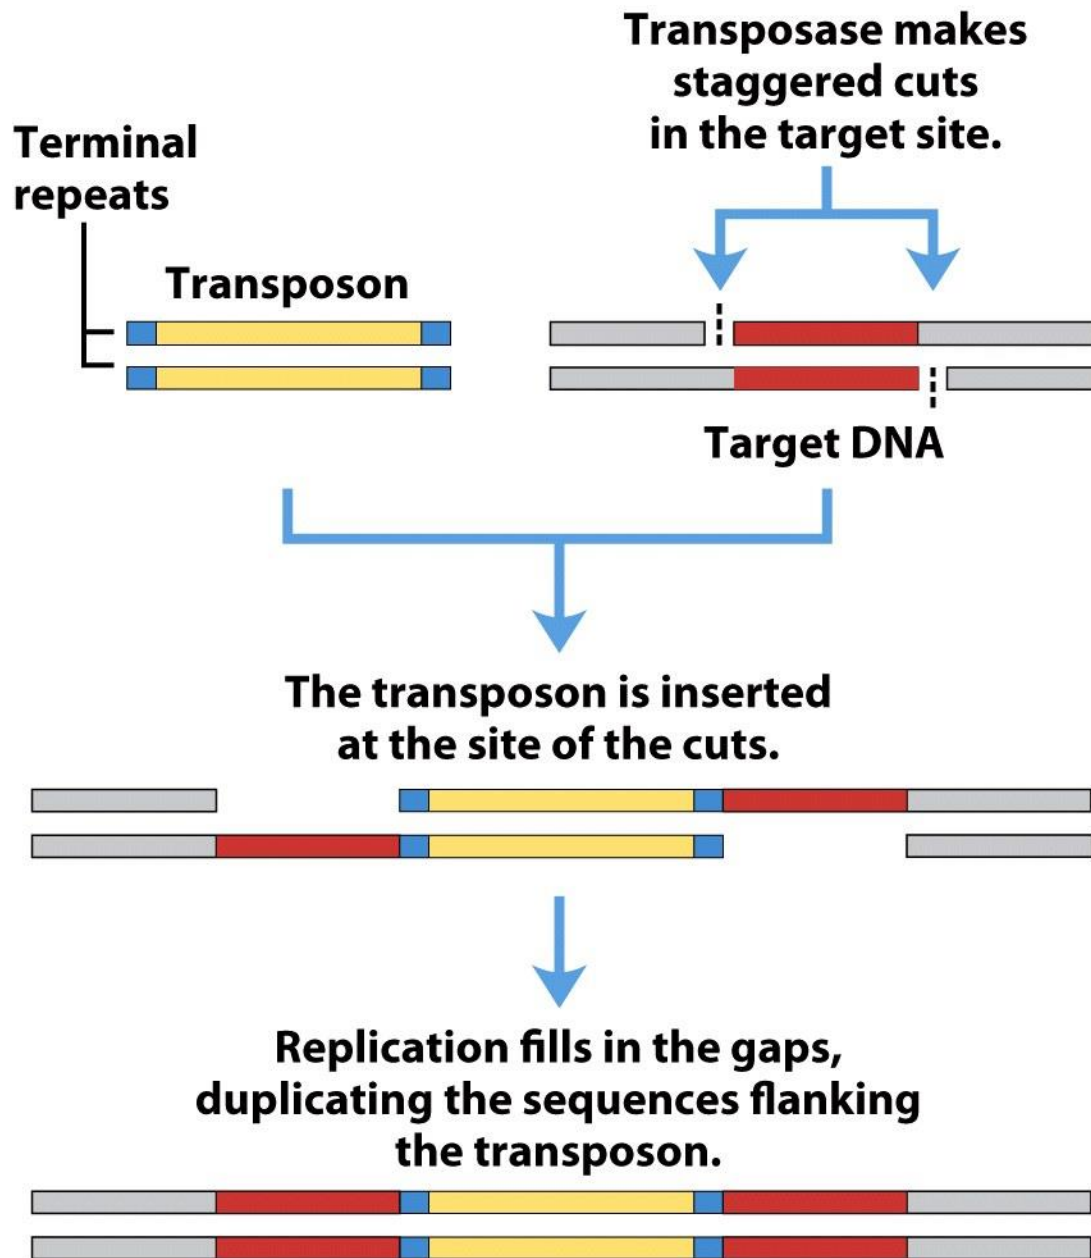 Transposase makes
staggered cuts
in the target site.
Terminal
repeats
Transposon
Target DNA
The transposon is inserted
at the site of the cuts.
Replication fills in the gaps,
duplicating the sequences flanking
the transposon.